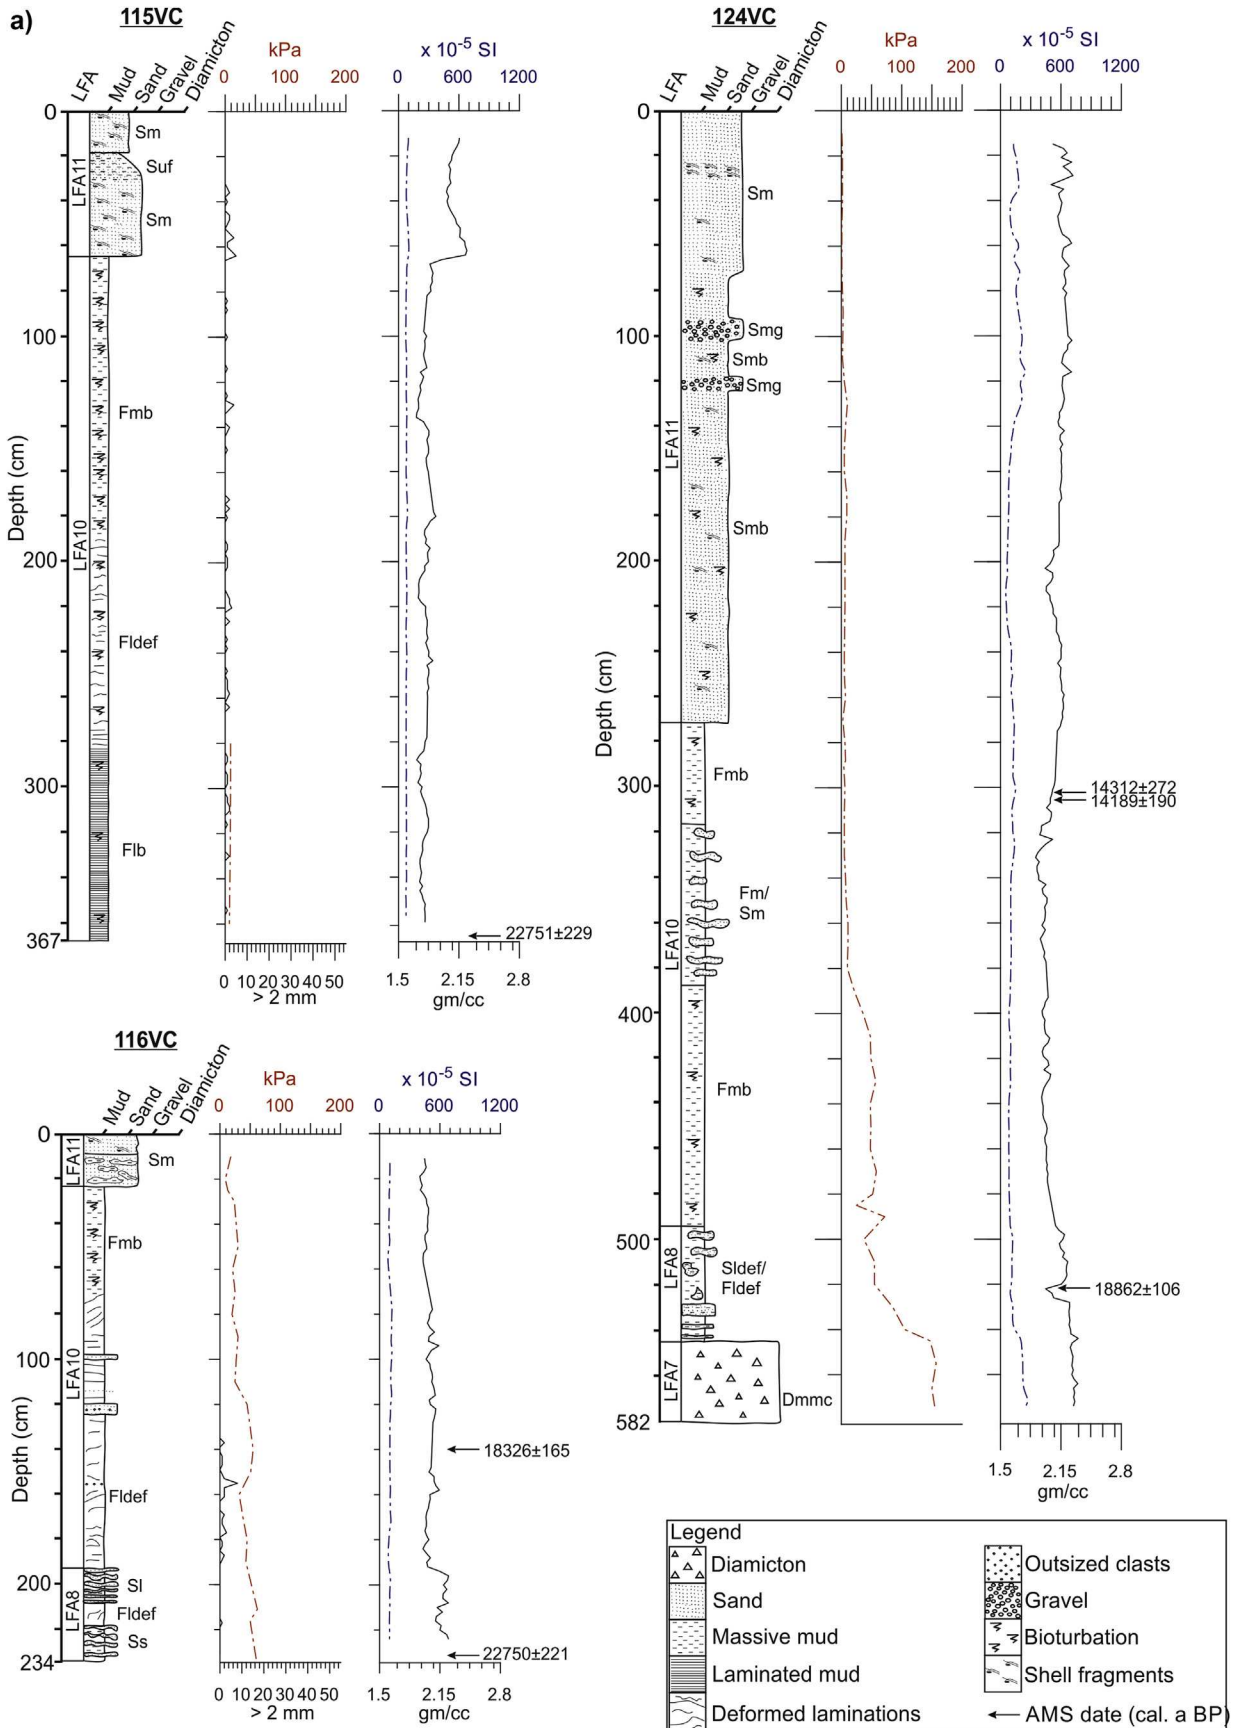 a)
115VC
LFA
Mud
Sand
Gravel
Diamicton
kPa
0 100 200
x 10-5 SI
0 600 1200
0
100
200
300
367
Depth (cm)
LFA11
LFA10
Sm
Suf
Sm
Fmb
Fldef
Flb
22751±229
0 10 20 30 40 50
> 2 mm
1.5 2.15 2.8
gm/cc
116VC
Mud
Sand
Gravel
Diamicton
kPa
0 100 200
x 10-5 SI
0 600 1200
0
100
200
234
Depth (cm)
LFA11
LFA10
LFA8
Sm
Fmb
Fldef
Sl
Fldef
Ss
18326±165
22750±221
0 10 20 30 40 50
> 2 mm
1.5 2.15 2.8
gm/cc
124VC
LFA
Mud
Sand
Gravel
Diamicton
kPa
0 100 200
x 10-5 SI
0 600 1200
0
100
200
300
400
500
582
Depth (cm)
LFA11
LFA10
LFA8
LFA7
Sm
Smg
Smb
Smg
Smb
Fmb
Fm/
Sm
Fmb
Sldef/
Fldef
Dmmc
14312±272
14189±190
18862±106
1.5 2.15 2.8
gm/cc
Legend
Diamicton
Sand
Massive mud
Laminated mud
Deformed laminations
Outsized clasts
Gravel
Bioturbation
Shell fragments
AMS date (cal. a BP)